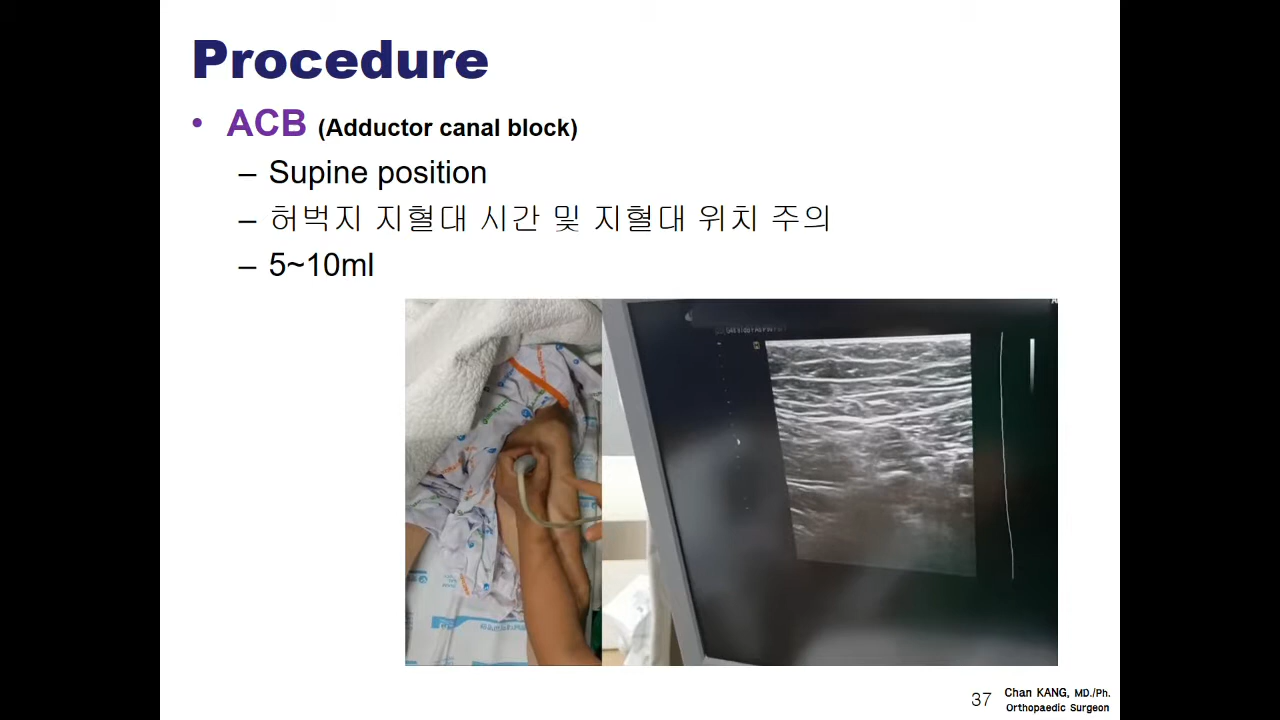 Procedure
• ACB (Adductor canal block)
– Supine position
– 허벅지 지혈대 시간 및 지혈대 위치 주의
– 5~10ml
37
Chan KANG, MD./Ph.
Orthopaedic Surgeon